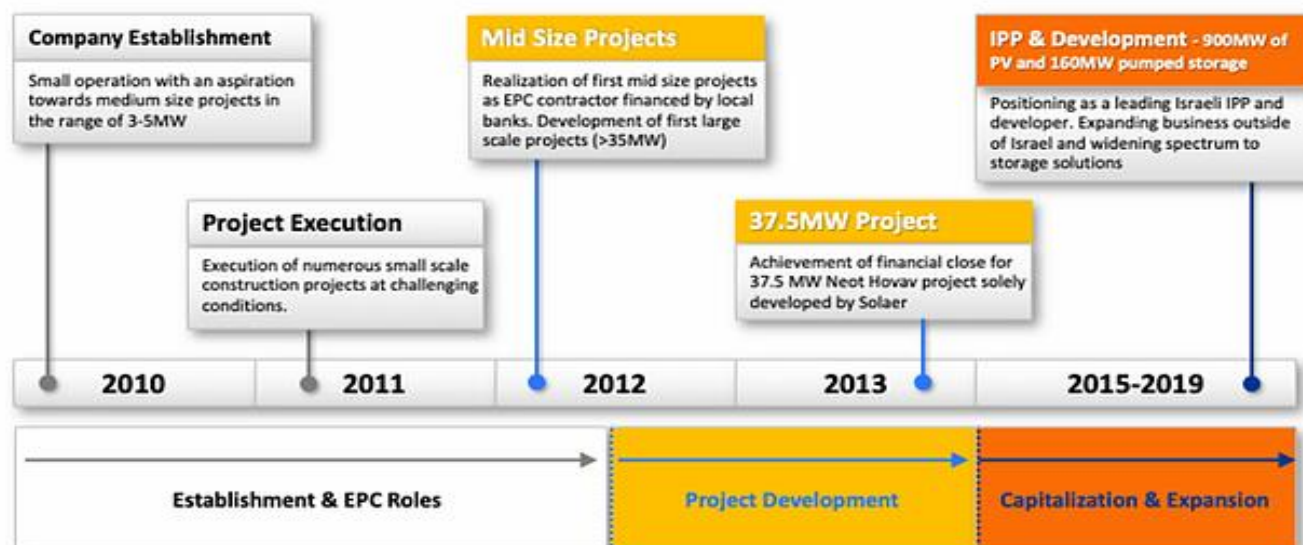 Company Establishment
Small operation with an aspiration
towards medium size projects in
the range of 3-5MW
Mid Size Projects
Realization of first mid size projects
as EPC contractor financed by local
banks. Development of first large
scale projects (>35MW)
IPP & Development - 900MW of
PV and 160MW pumped storage
Positioning as a leading Israeli IPP and
developer. Expanding business outside
of Israel and widening spectrum to
storage solutions
Project Execution
Execution of numerous small scale
construction projects at challenging
conditions.
37.5MW Project
Achievement of financial close for
37.5 MW Neot Hovav project solely
developed by Solaer
2010
2011
2012
2013
2015-2019
Establishment & EPC Roles
Project Development
Capitalization & Expansion